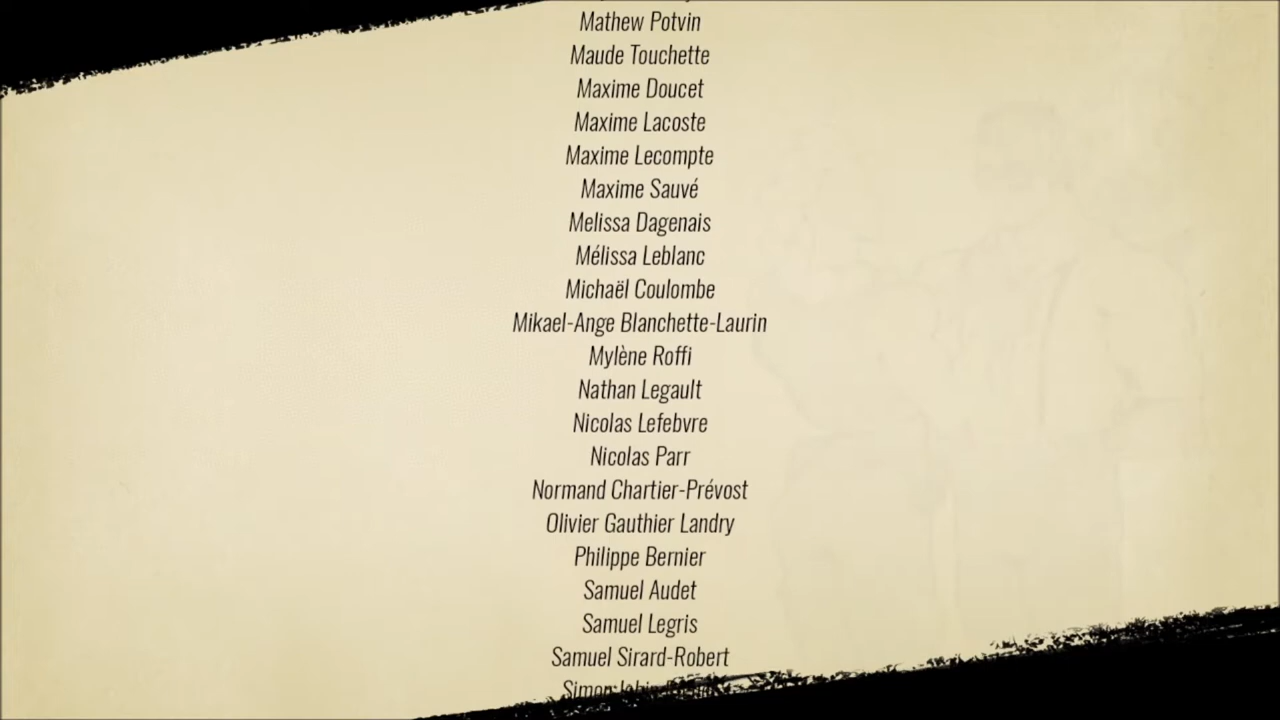 Mathew Potvin
Maude Touchette
Maxime Doucet
Maxime Lacoste
Maxime Lecompte
Maxime Sauvé
Melissa Dagenais
Mélissa Leblanc
Michaël Coulombe
Mikael-Ange Blanchette-Laurin
Mylène Roffi
Nathan Legault
Nicolas Lefebvre
Nicolas Parr
Normand Chartier-Prévost
Olivier Gauthier Landry
Philippe Bernier
Samuel Audet
Samuel Legris
Samuel Sirard-Robert
Simon